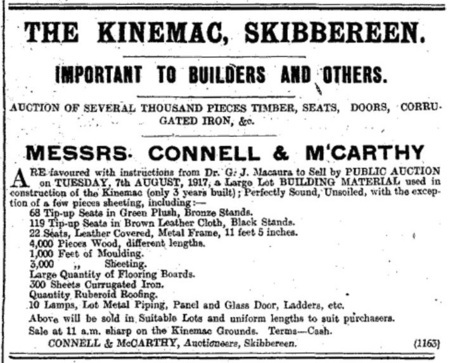 THE KINEMAC, SKIBBEREEN.
IMPORTANT TO BUILDERS AND OTHERS.
AUCTION OF SEVERAL THOUSAND PIECES TIMBER, SEATS, DOORS, CORRU-
GATED IRON, &c.
MESSRS. CONNELL & McCARTHY
ARE favoured with instructions from Dr. G. J. Macaura to Sell by PUBLIC AUCTION
on TUESDAY, 7th AUGUST, 1917, a Large Lot BUILDING MATERIAL used in
construction of the Kinemac (only 3 years built); Perfectly Sound, Unsoiled, with the excep-
tion of a few pieces sheeting, including:—
68 Tip-up Seats in Green Plush, Bronze Stands.
119 Tip-up Seats in Brown Leather Cloth, Black Stands.
22 Seats, Leather Covered, Metal Frame, 11 feet 5 inches.
4,000 Pieces Wood, different lengths.
1,000 Feet of Moulding.
3,000 „ Sheeting.
Large Quantity of Flooring Boards.
300 Sheets Currugated Iron.
Quantity Ruberoid Roofing.
10 Lamps, Lot Metal Piping, Panel and Glass Door, Ladders, etc.
Above will be sold in Suitable Lots and uniform lengths to suit purchasers.
Sale at 11 a.m. sharp on the Kinemac Grounds. Terms—Cash.
CONNELL & McCARTHY, Auctioneers, Skibbereen. (1163)